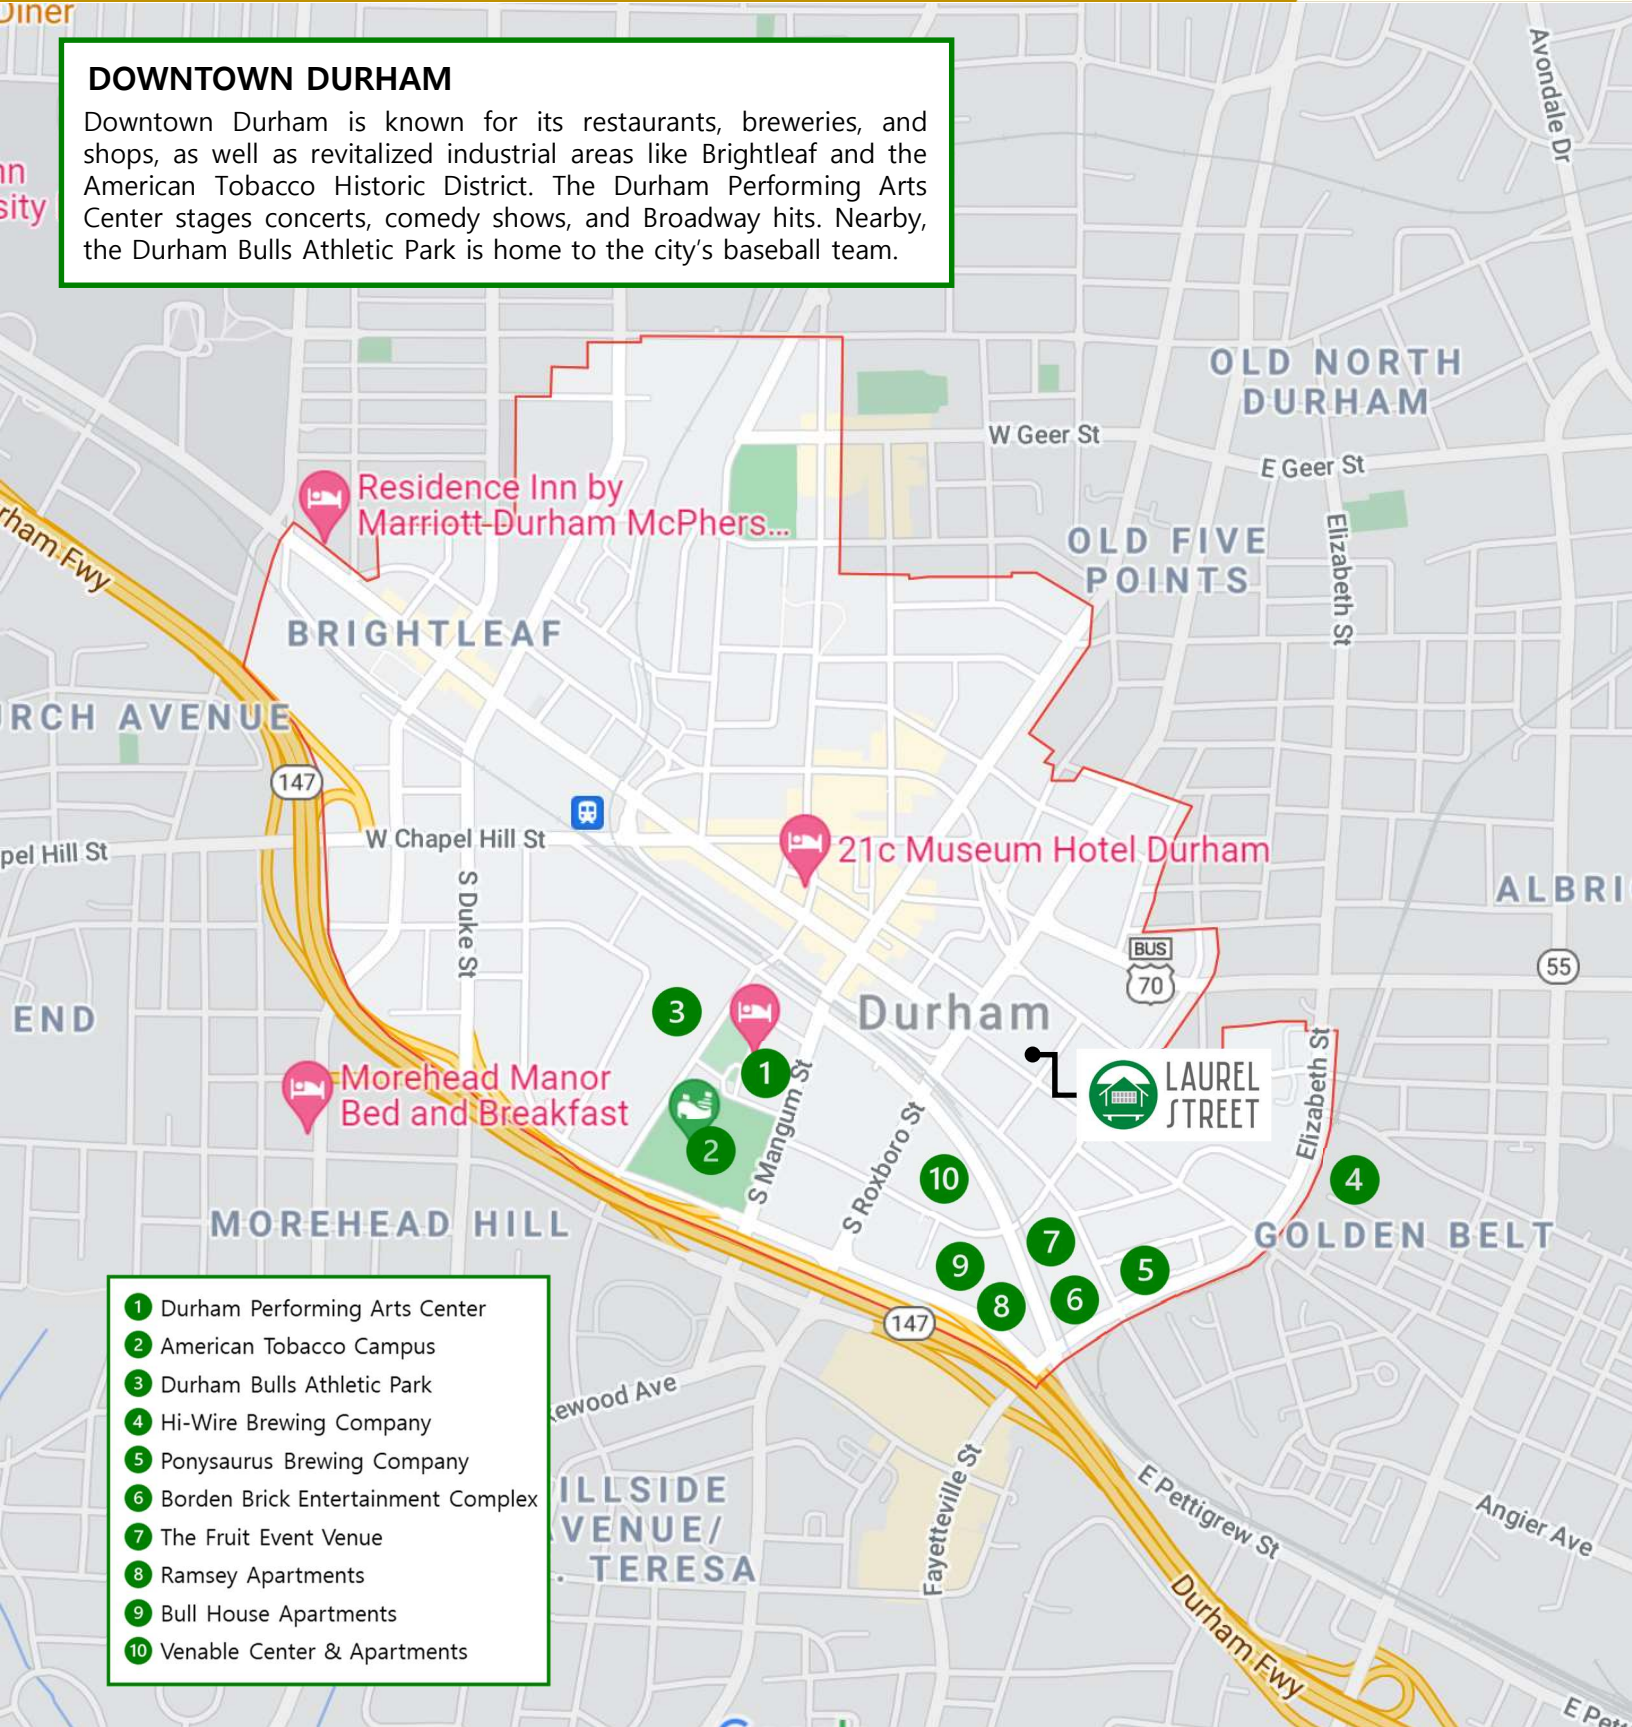 Diner
DOWNTOWN DURHAM
Downtown Durham is known for its restaurants, breweries, and
shops, as well as revitalized industrial areas like Brightleaf and the
American Tobacco Historic District. The Durham Performing Arts
Center stages concerts, comedy shows, and Broadway hits. Nearby,
the Durham Bulls Athletic Park is home to the city's baseball team.
Avondale Dr
nn
sity
OLD NORTH
DURHAM
W Geer St
E Geer St
Residence Inn by
Marriott Durham McPhers...
rham Fwy
OLD FIVE
POINTS
Elizabeth St
BRIGHTLEAF
RCH AVENUE
147
W Chapel Hill St
pel Hill St
21c Museum Hotel Durham
S Duke St
ALBRI
BUS
70
55
END
3
Durham
1
LAUREL
STREET
Elizabeth St
Morehead Manor
Bed and Breakfast
2
S Mangum St
S Roxboro St
10
4
MOREHEAD HILL
GOLDEN BELT
7
9
5
8
6
147
1 Durham Performing Arts Center
2 American Tobacco Campus
3 Durham Bulls Athletic Park
4 Hi-Wire Brewing Company
5 Ponysaurus Brewing Company
6 Borden Brick Entertainment Complex
7 The Fruit Event Venue
8 Ramsey Apartments
9 Bull House Apartments
10 Venable Center & Apartments
ewood Ave
ILLSIDE
VENUE/
. TERESA
Fayetteville St
E Pettigrew St
Angier Ave
Durham Fwy
E Pet